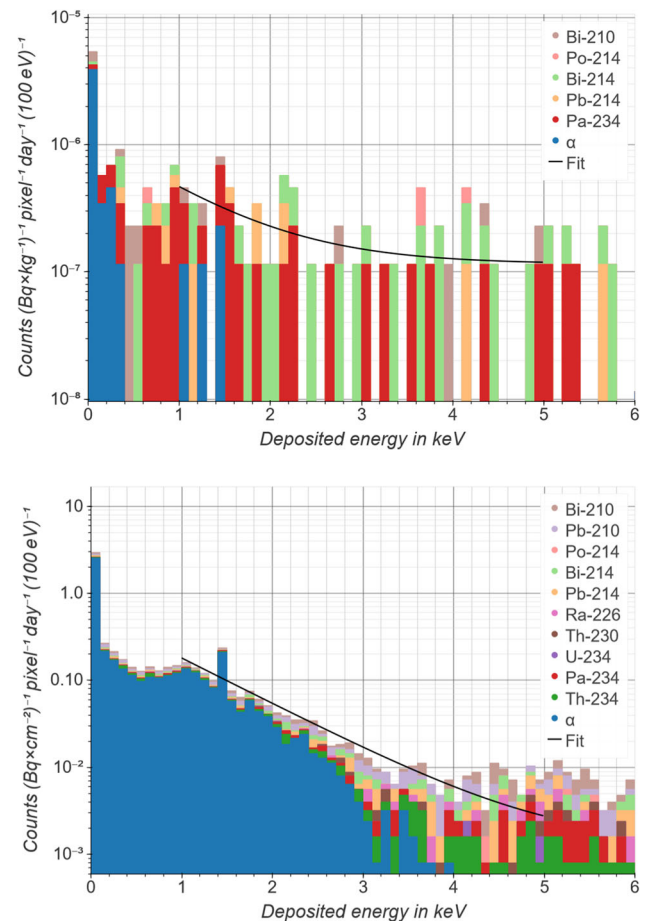 10⁻⁵
10⁻⁶
10⁻⁷
10⁻⁸
Counts (Bq×kg⁻¹)⁻¹ pixel⁻¹ day⁻¹ (100 eV)⁻¹
Bi-210
Po-214
Bi-214
Pb-214
Pa-234
α
Fit
0 1 2 3 4 5 6
Deposited energy in keV
10
1.0
0.10
10⁻²
10⁻³
Counts (Bq×cm⁻²)⁻¹ pixel⁻¹ day⁻¹ (100 eV)⁻¹
Bi-210
Pb-210
Po-214
Bi-214
Pb-214
Ra-226
Th-230
U-234
Pa-234
Th-234
α
Fit
0 1 2 3 4 5 6
Deposited energy in keV